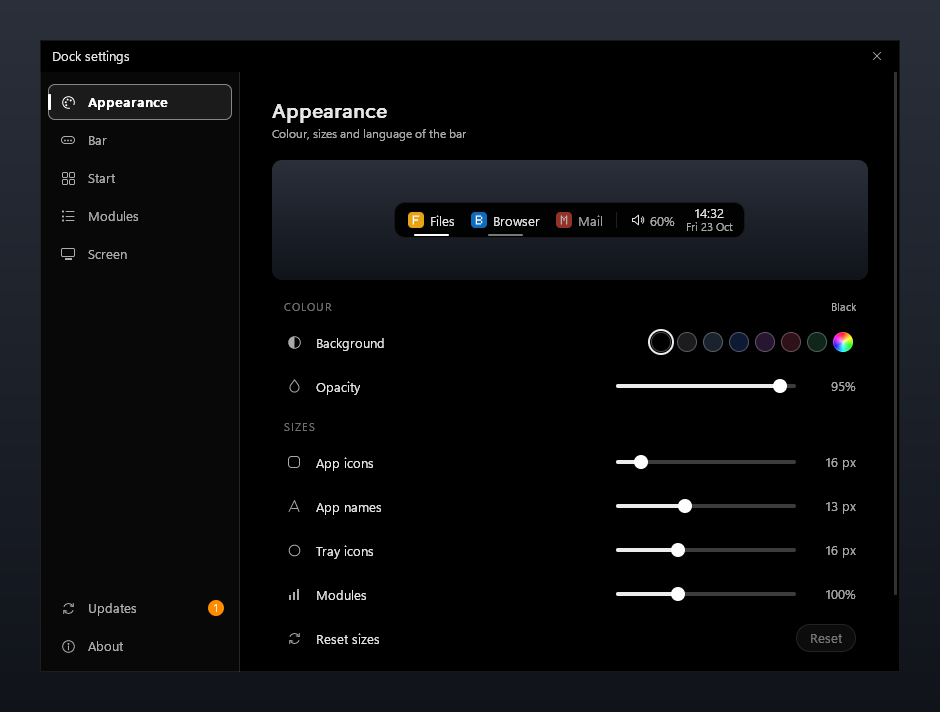 Dock settings
Appearance
Bar
Start
Modules
Screen
Updates 1
About
Appearance
Colour, sizes and language of the bar
F Files B Browser M Mail 60% 14:32
Fri 23 Oct
COLOUR Black
Background
Opacity 95%
SIZES
App icons 16 px
App names 13 px
Tray icons 16 px
Modules 100%
Reset sizes Reset